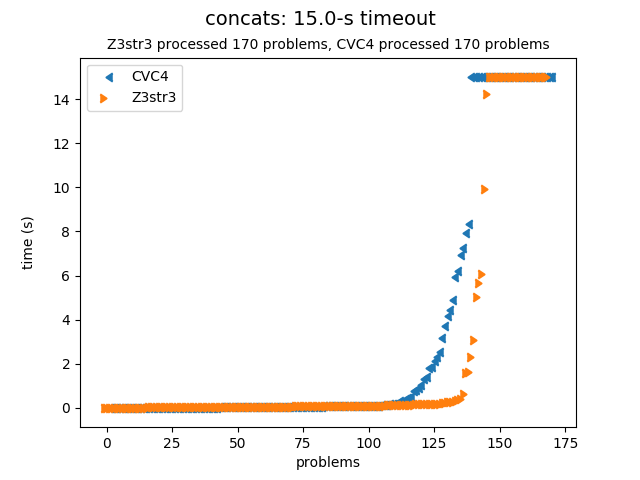 concats: 15.0-s timeout
Z3str3 processed 170 problems, CVC4 processed 170 problems
CVC4
Z3str3
14
12
10
8
6
4
2
0
time (s)
0 25 50 75 100 125 150 175
problems